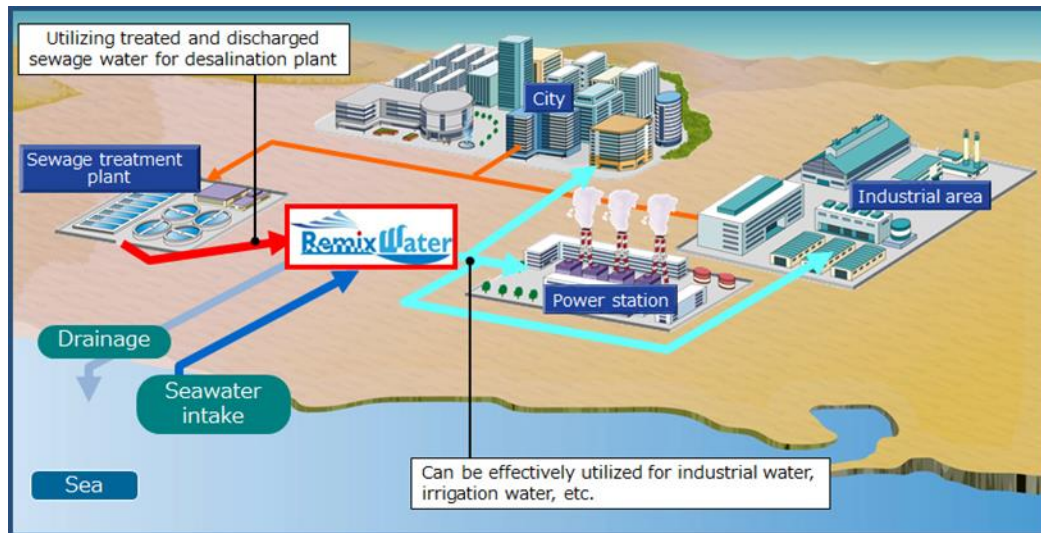 Utilizing treated and discharged
sewage water for desalination plant
City
Sewage treatment
plant
Industrial area
RemixWater
Power station
Drainage
Seawater
intake
Can be effectively utilized for industrial water,
irrigation water, etc.
Sea